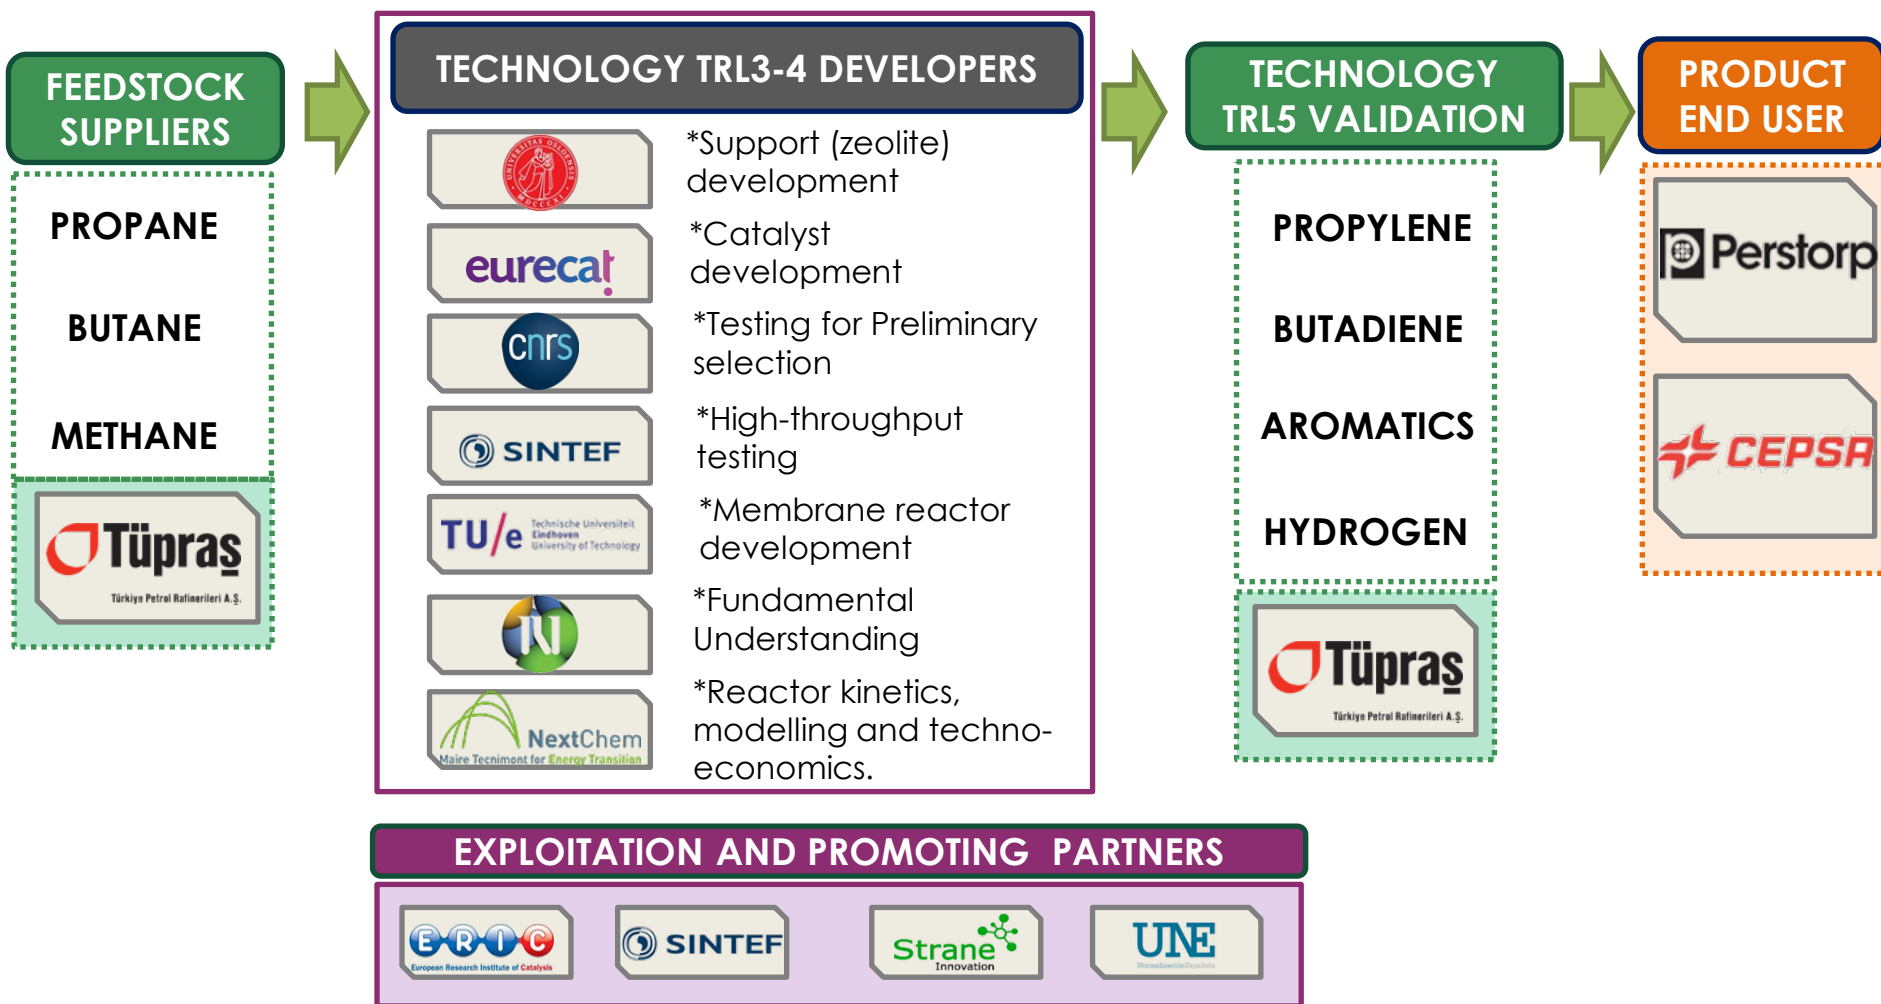 FEEDSTOCK
SUPPLIERS
PROPANE
BUTANE
METHANE
Tüpraş
Türkiye Petrol Rafinerileri A.Ş.
TECHNOLOGY TRL3-4 DEVELOPERS
UNIVERSITAS OSLOENSIS
MDCCCXI
*Support (zeolite)
development
eurecat
*Catalyst
development
cnrs
*Testing for Preliminary
selection
SINTEF
*High-throughput
testing
TU/e Technische Universiteit
Eindhoven
University of Technology
*Membrane reactor
development
*Fundamental
Understanding
NextChem
Maire Tecnimont for Energy Transition
*Reactor kinetics,
modelling and techno-
economics.
TECHNOLOGY
TRL5 VALIDATION
PROPYLENE
BUTADIENE
AROMATICS
HYDROGEN
Tüpraş
Türkiye Petrol Rafinerileri A.Ş.
PRODUCT
END USER
Perstorp
CEPSA
EXPLOITATION AND PROMOTING PARTNERS
ERIC
European Research Institute of Catalysis
SINTEF
Strane
Innovation
UNE
NormalizaciónEspañola